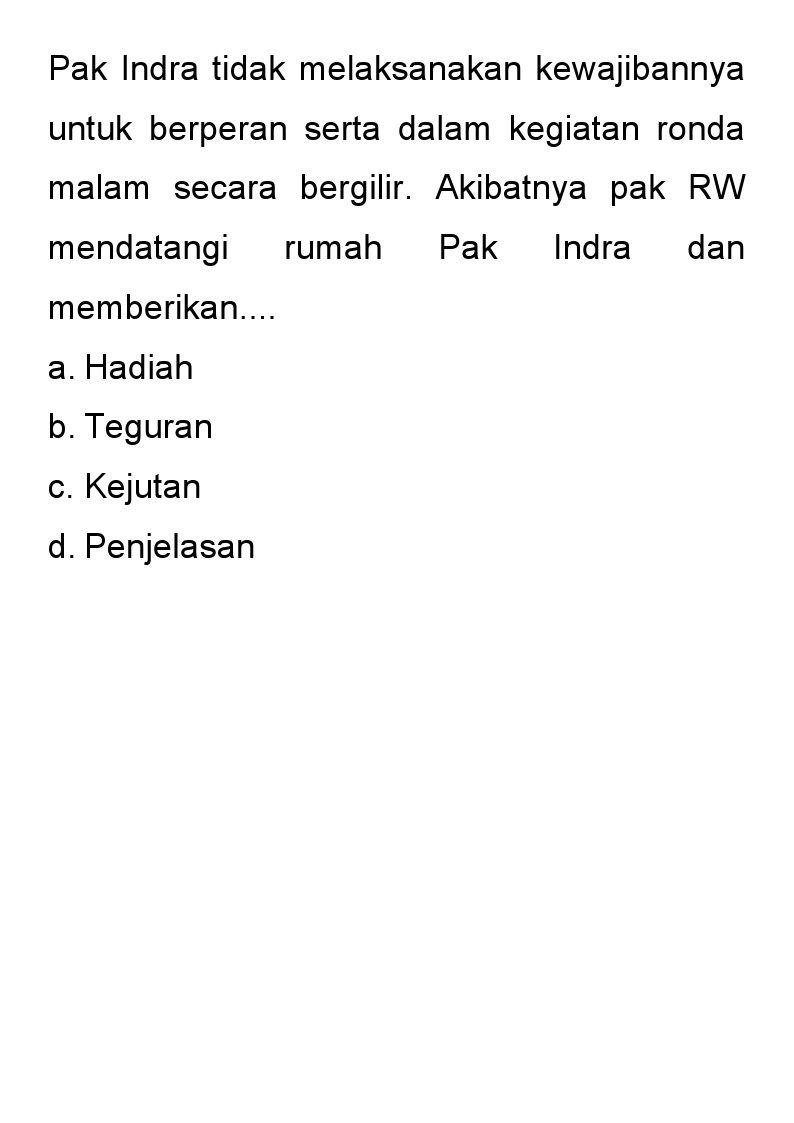 Pak Indra tidak melaksanakan kewajibannya
untuk berperan serta dalam kegiatan ronda
malam secara bergilir. Akibatnya pak RW
mendatangi rumah Pak Indra dan
memberikan....
a. Hadiah
b. Teguran
c. Kejutan
d. Penjelasan